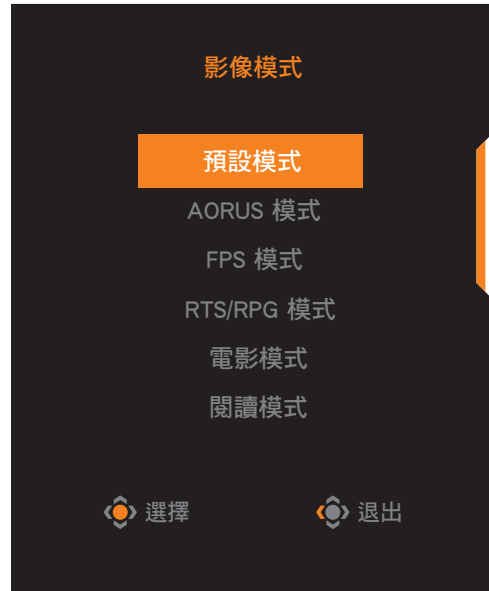 影像模式
預設模式
AORUS 模式
FPS 模式
RTS/RPG 模式
電影模式
閱讀模式
選擇 退出